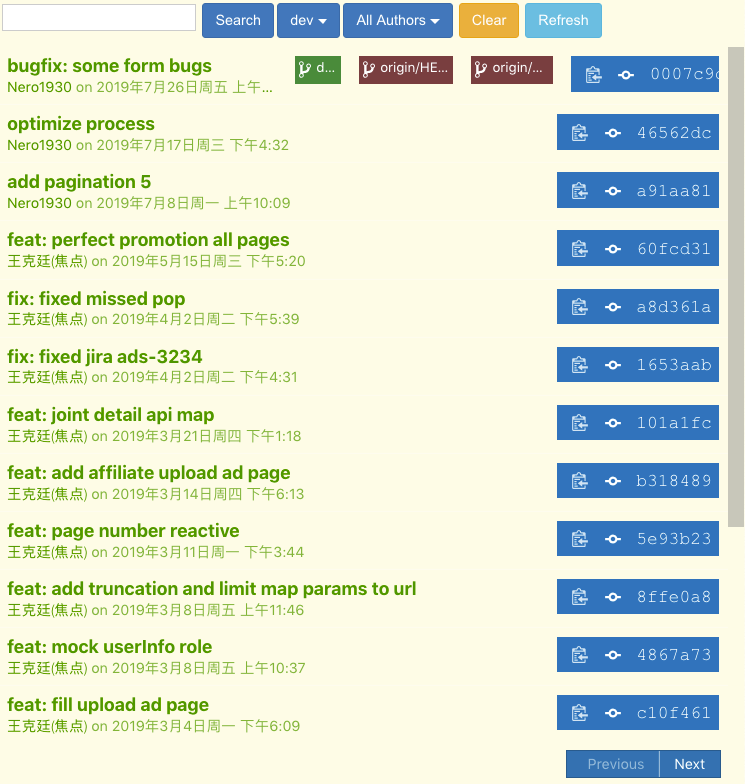 Search dev All Authors Clear Refresh
bugfix: some form bugs
d... origin/HE... origin/... 0007c9d
Nero1930 on 2019年7月26日周五 上午...
optimize process
46562dc
Nero1930 on 2019年7月17日周三 下午4:32
add pagination 5
a91aa81
Nero1930 on 2019年7月8日周一 上午10:09
feat: perfect promotion all pages
60fcd31
王克廷(焦点) on 2019年5月15日周三 下午5:20
fix: fixed missed pop
a8d361a
王克廷(焦点) on 2019年4月2日周二 下午5:39
fix: fixed jira ads-3234
1653aab
王克廷(焦点) on 2019年4月2日周二 下午4:31
feat: joint detail api map
101a1fc
王克廷(焦点) on 2019年3月21日周四 下午1:18
feat: add affiliate upload ad page
b318489
王克廷(焦点) on 2019年3月14日周四 下午6:13
feat: page number reactive
5e93b23
王克廷(焦点) on 2019年3月11日周一 下午3:44
feat: add truncation and limit map params to url
8ffe0a8
王克廷(焦点) on 2019年3月8日周五 上午11:46
feat: mock userInfo role
4867a73
王克廷(焦点) on 2019年3月8日周五 上午10:37
feat: fill upload ad page
c10f461
王克廷(焦点) on 2019年3月4日周一 下午6:09
Previous Next